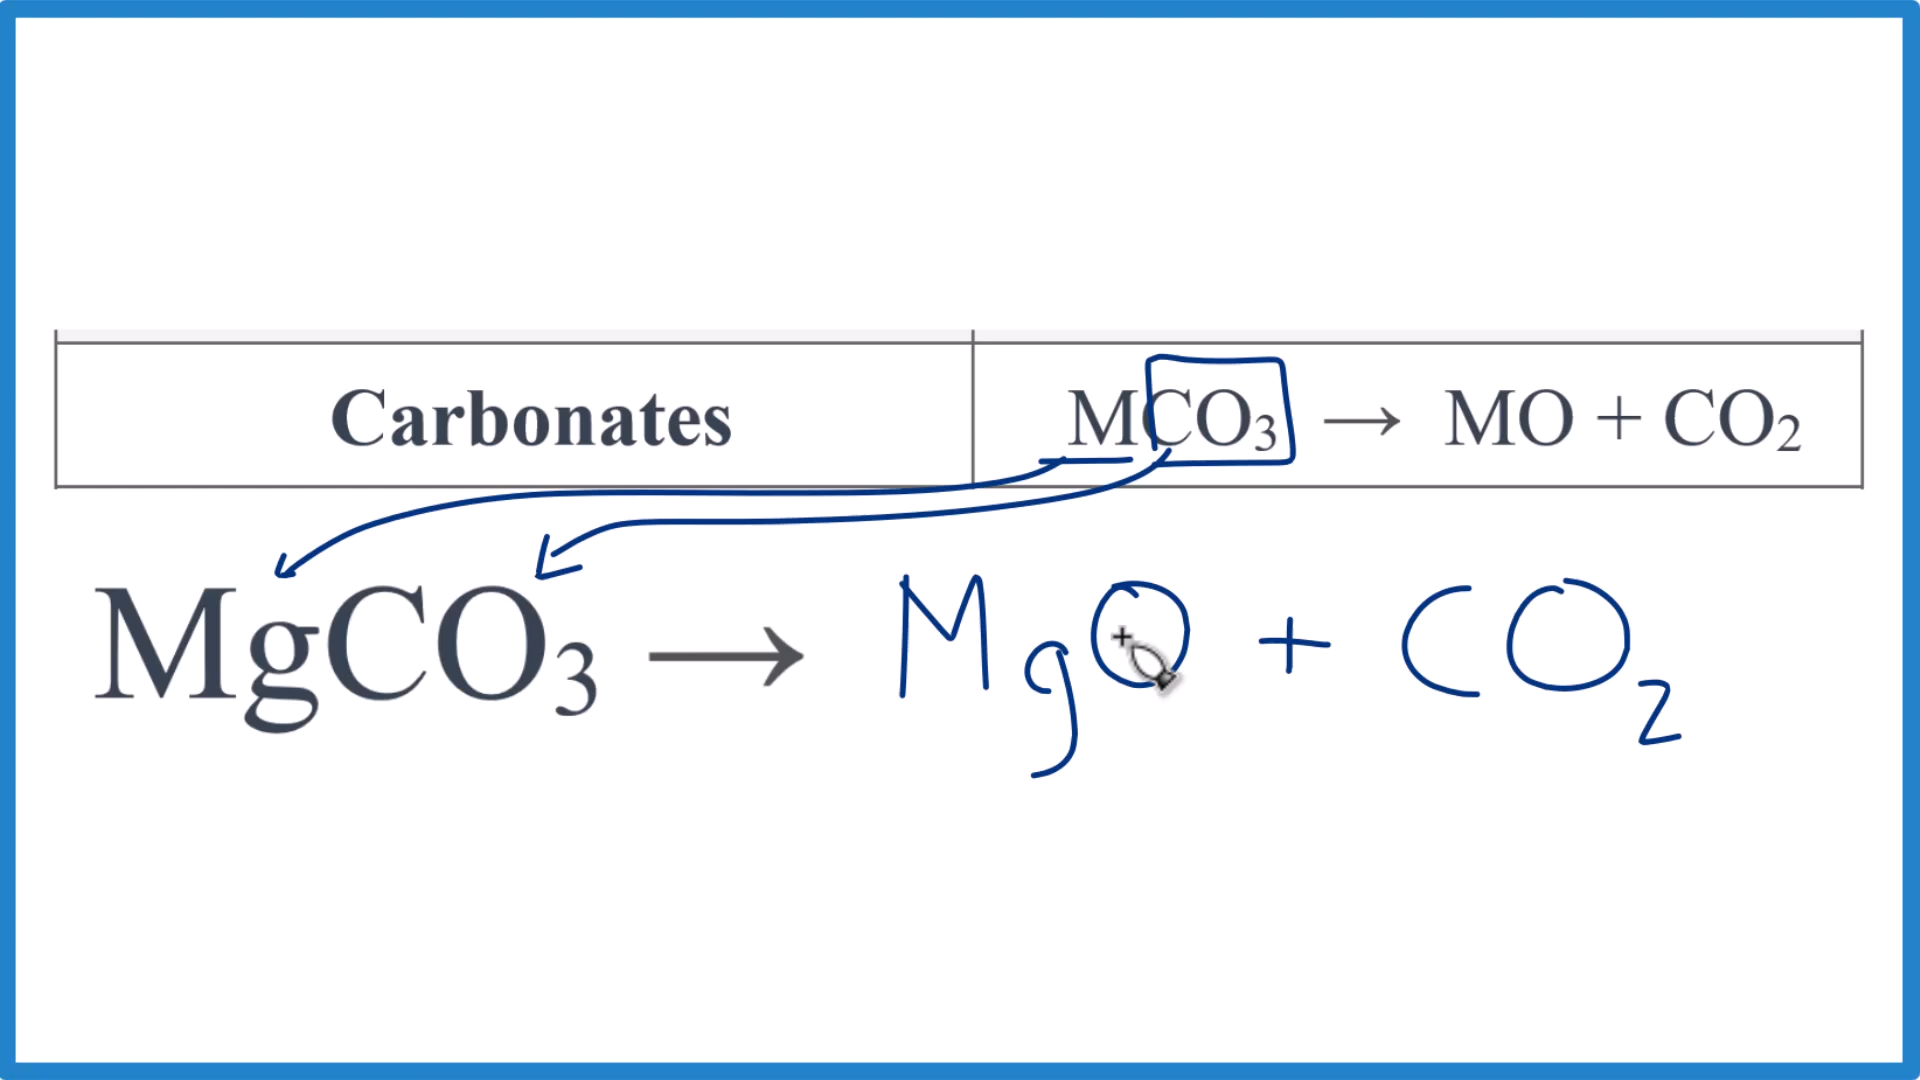 Carbonates MCO₃ → MO + CO₂
MgCO₃ → MgO + CO₂